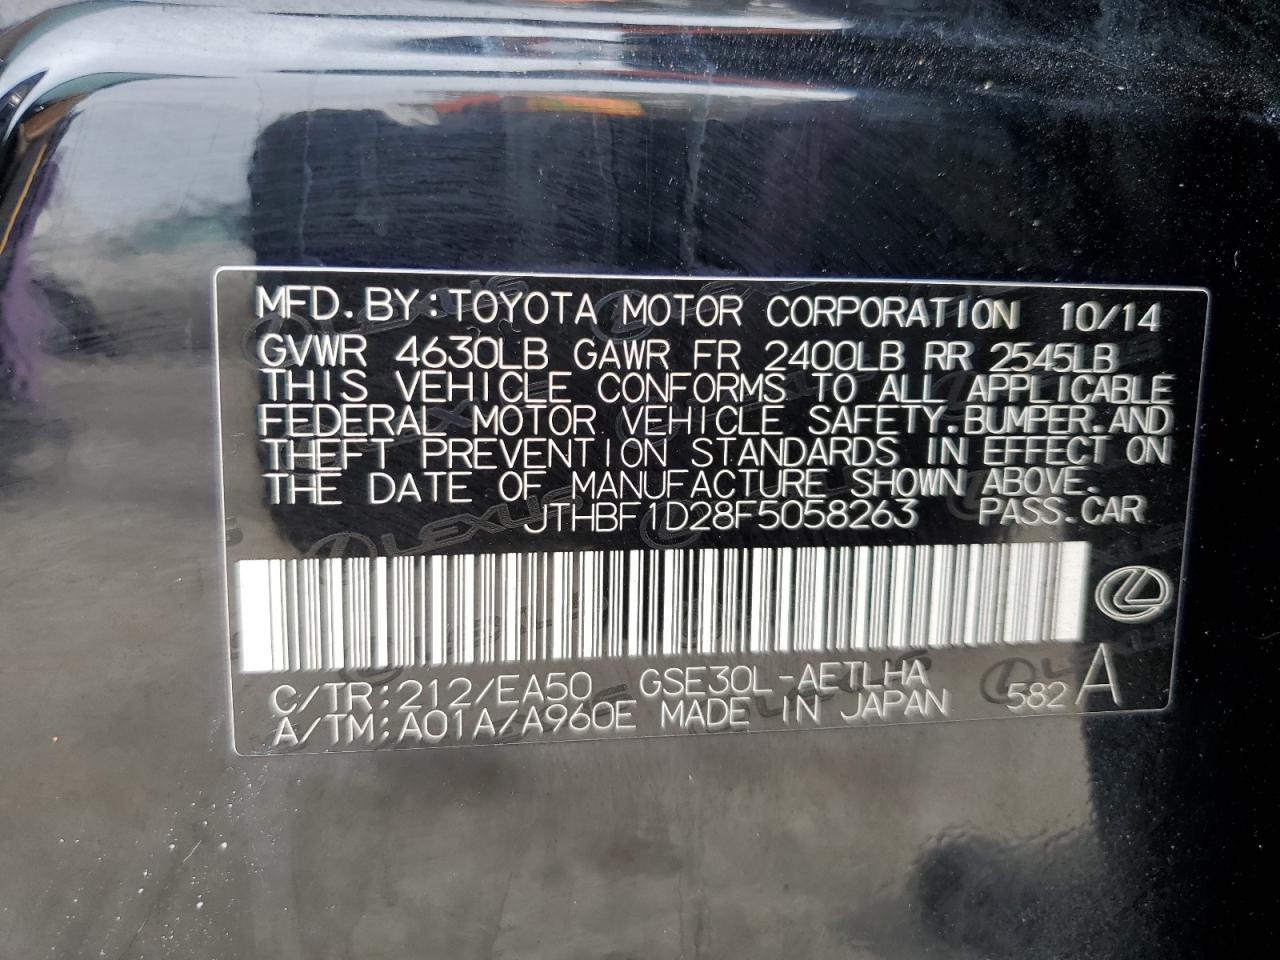 MFD.BY:TOYOTA MOTOR CORPORATION 10/14
GVWR 4630LB GAWR FR 2400LB RR 2545LB
THIS VEHICLE CONFORMS TO ALL APPLICABLE
FEDERAL MOTOR VEHICLE SAFETY.BUMPER.AND
THEFT PREVENTION STANDARDS IN EFFECT ON
THE DATE OF MANUFACTURE SHOWN ABOVE.
JTHBF1D28F5058263 PASS.CAR
C/TR:212/EA50 GSE30L-AETLHA 582 A
A/TM:A01A/A960E MADE IN JAPAN
LEXUS